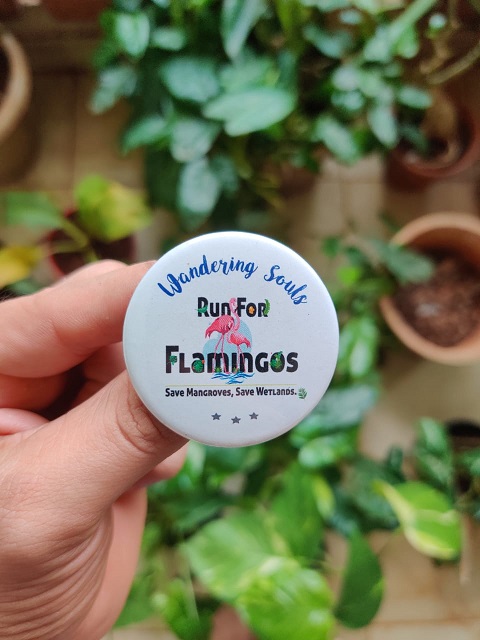 Wandering Souls
Run For
Flamingos
Save Mangroves, Save Wetlands.